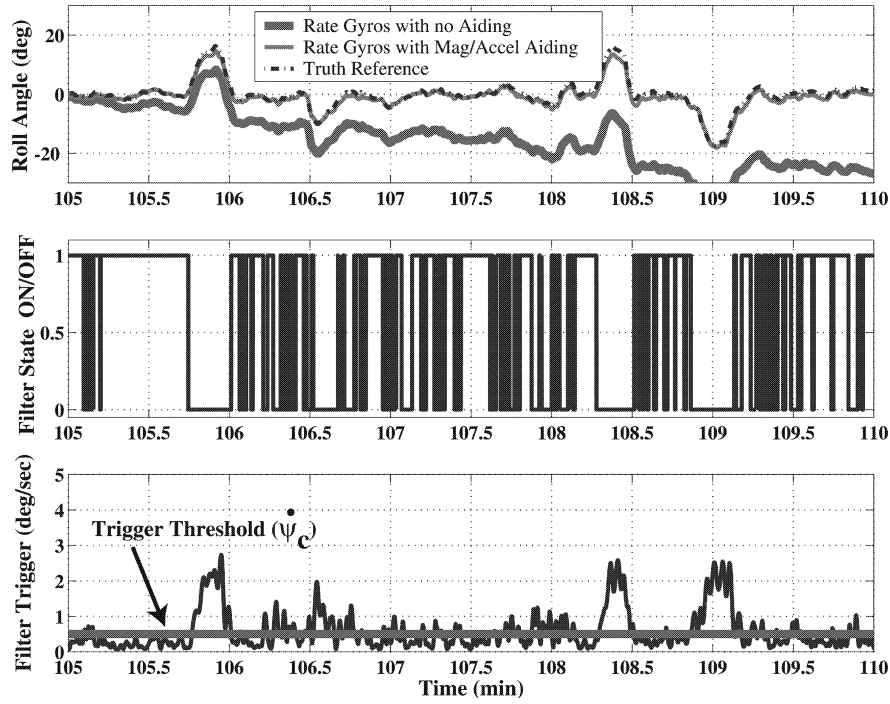 Rate Gyros with no Aiding
Rate Gyros with Mag/Accel Aiding
Truth Reference
Roll Angle (deg)
20
0
-20
105 105.5 106 106.5 107 107.5 108 108.5 109 109.5 110
Filter State ON/OFF
1
0.5
0
105 105.5 106 106.5 107 107.5 108 108.5 109 109.5 110
Filter Trigger (deg/sec)
5
4
3
2
1
0
Trigger Threshold (ψ̇c)
105 105.5 106 106.5 107 107.5 108 108.5 109 109.5 110
Time (min)